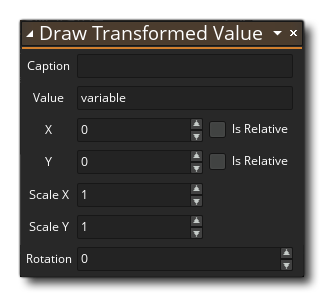 Draw Transformed Value
Caption
Value variable
X 0 Is Relative
Y 0 Is Relative
Scale X 1
Scale Y 1
Rotation 0